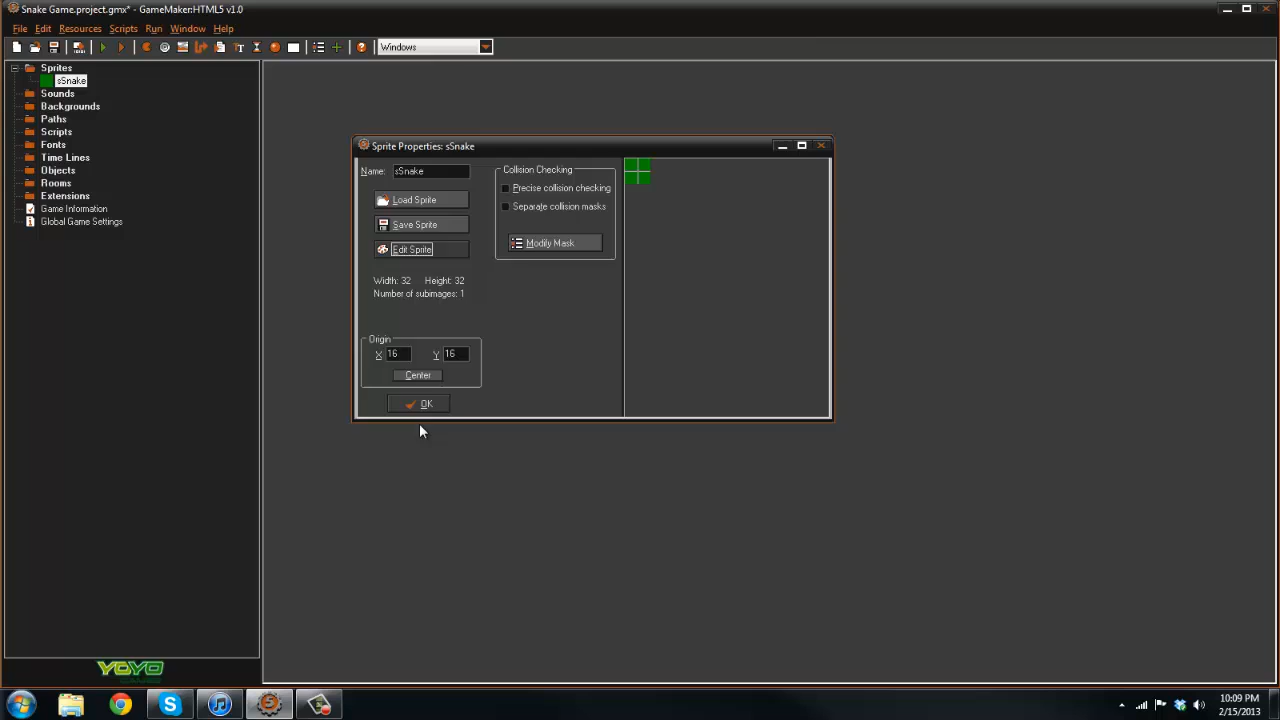 Snake Game.project.gmx* - GameMaker:HTML5 v1.0
File Edit Resources Scripts Run Window Help
Windows
Sprites
sSnake
Sounds
Backgrounds
Paths
Scripts
Fonts
Time Lines
Objects
Rooms
Extensions
Game Information
Global Game Settings
Sprite Properties: sSnake
Name: sSnake
Load Sprite
Save Sprite
Edit Sprite
Width: 32 Height: 32
Number of subimages: 1
Origin
X 16 Y 16
Center
OK
Collision Checking
Precise collision checking
Separate collision masks
Modify Mask
YOYO
GAMES
10:09 PM
2/15/2013